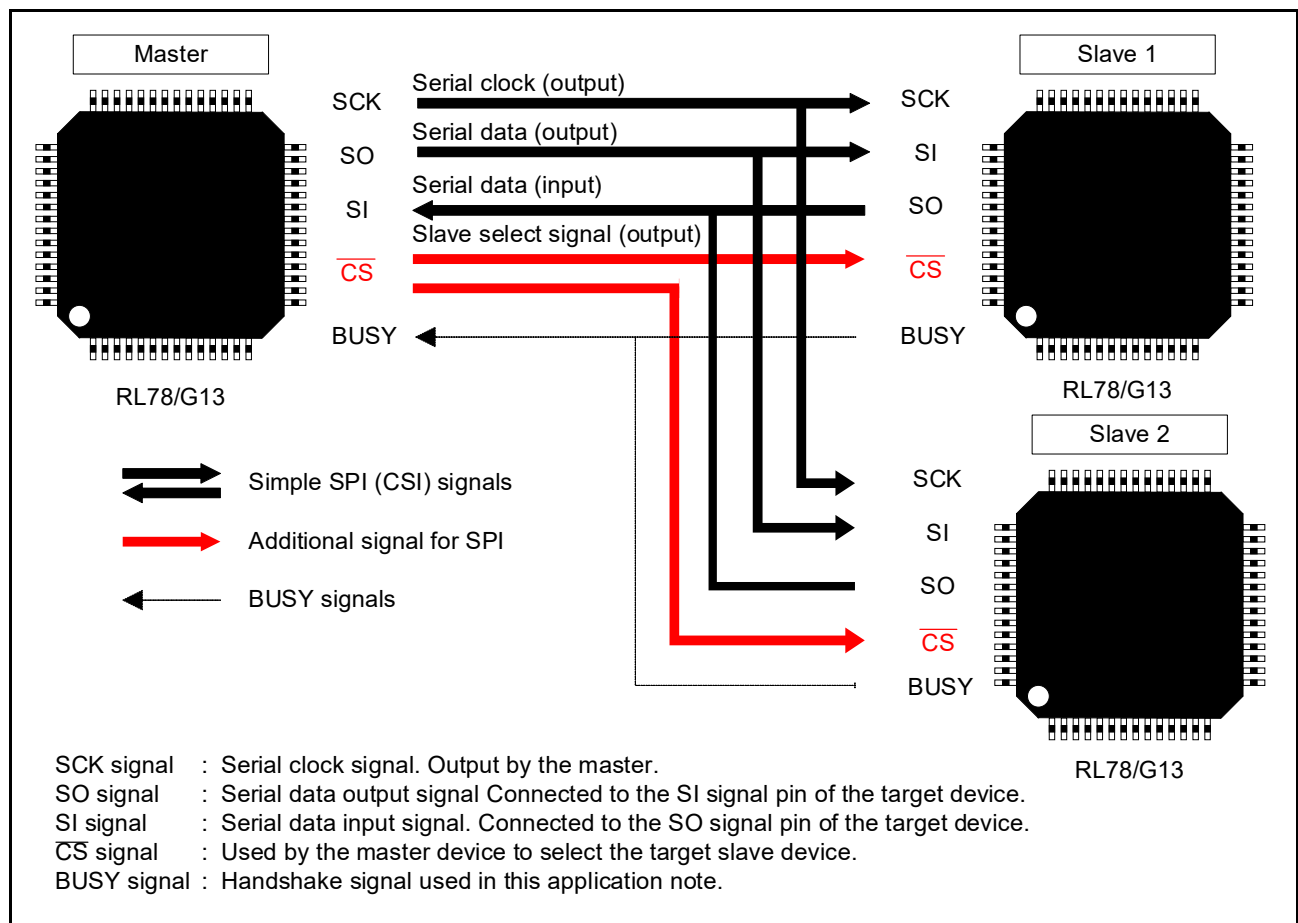 Master
Slave 1
SCK
Serial clock (output)
SCK
SO
Serial data (output)
SI
SI
Serial data (input)
SO
CS
Slave select signal (output)
CS
BUSY
BUSY
RL78/G13
RL78/G13
Slave 2
Simple SPI (CSI) signals
SCK
Additional signal for SPI
SI
BUSY signals
SO
CS
BUSY
RL78/G13
SCK signal : Serial clock signal. Output by the master.
SO signal : Serial data output signal Connected to the SI signal pin of the target device.
SI signal : Serial data input signal. Connected to the SO signal pin of the target device.
CS signal : Used by the master device to select the target slave device.
BUSY signal : Handshake signal used in this application note.